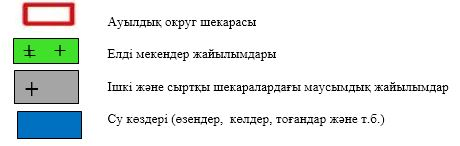 Ауылдық округ шекарасы
Елді мекендер жайылымдары
Ішкі және сыртқы шекаралардағы маусымдық жайылымдар
Су көздері (өзендер, көлдер, тоғандар және т.б.)